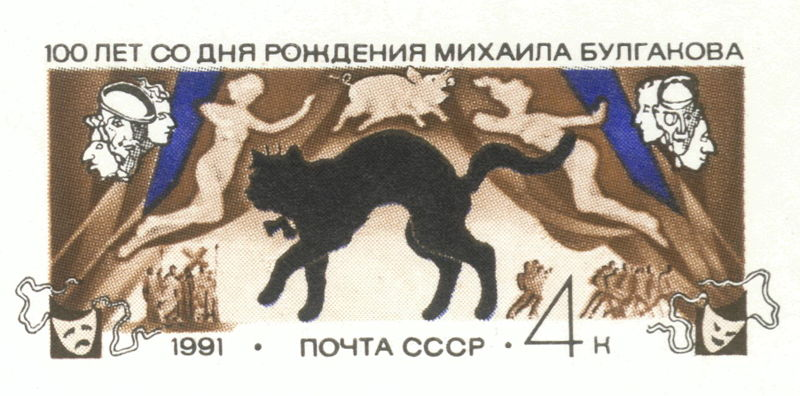 100 ЛЕТ СО ДНЯ РОЖДЕНИЯ МИХАИЛА БУЛГАКОВА
1991 • ПОЧТА СССР • 4 к